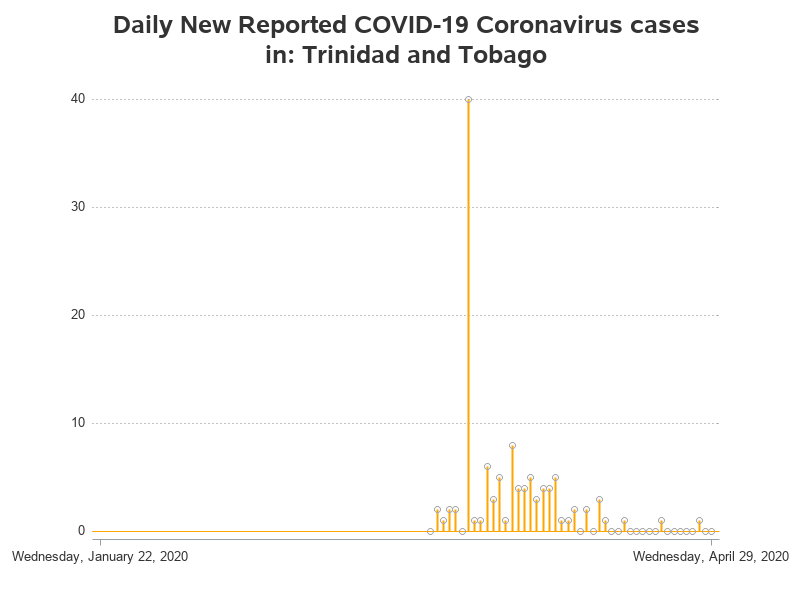 Daily New Reported COVID-19 Coronavirus cases
in: Trinidad and Tobago
40
30
20
10
0
Wednesday, January 22, 2020
Wednesday, April 29, 2020